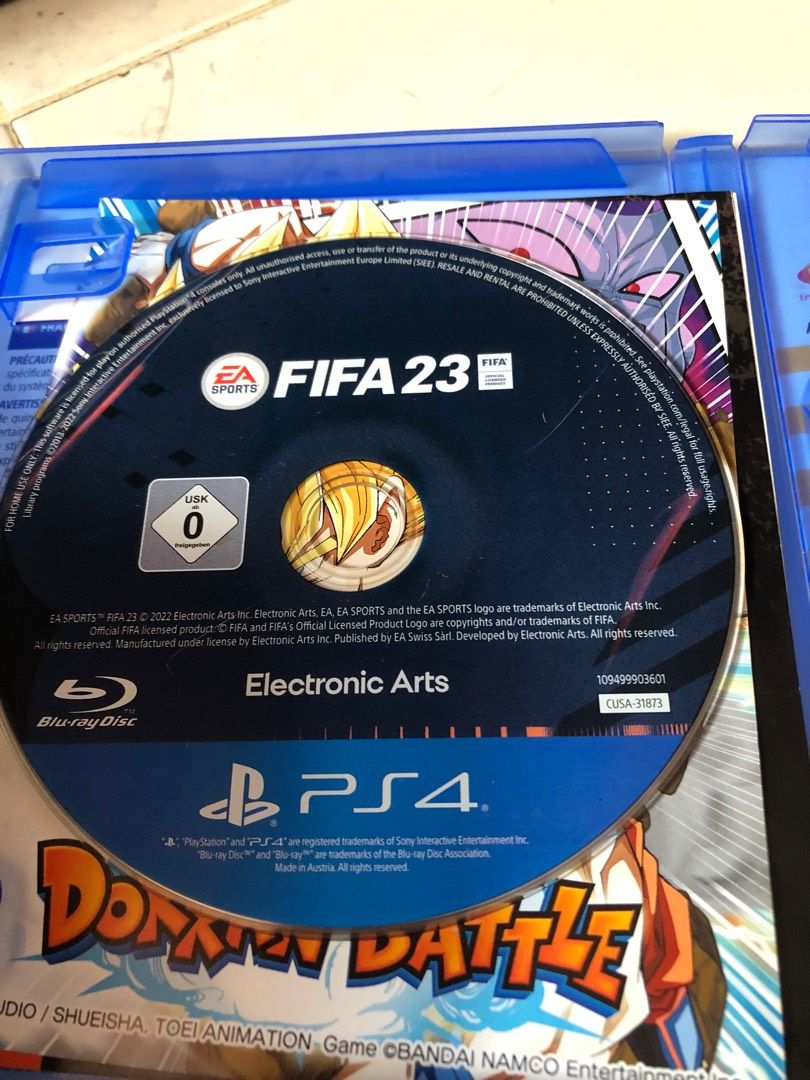 FOR HOME USE ONLY. This software is licensed for play on authorised PlayStation®4 consoles only. All unauthorised access, use or transfer of the product or its underlying copyright and trademark works is prohibited. See playstation.com/legal for full usage rights.
Library programs ©2013-2022 Sony Interactive Entertainment Inc. exclusively licensed to Sony Interactive Entertainment Europe Limited (SIEE). RESALE AND RENTAL ARE PROHIBITED UNLESS EXPRESSLY AUTHORISED BY SIEE. All rights reserved.
PRÉCAUT
spécificat
du systèm
AVERTIS
EA
SPORTS™
FIFA 23
FIFA®
OFFICIAL
LICENSED
PRODUCT
USK
ab
0
freigegeben
EA SPORTS™ FIFA 23 © 2022 Electronic Arts Inc. Electronic Arts, EA, EA SPORTS and the EA SPORTS logo are trademarks of Electronic Arts Inc.
Official FIFA licensed product. © FIFA and FIFA's Official Licensed Product Logo are copyrights and/or trademarks of FIFA.
All rights reserved. Manufactured under license by Electronic Arts Inc. Published by EA Swiss Sàrl. Developed by Electronic Arts. All rights reserved.
Blu-ray Disc™
Electronic Arts
109499903601
CUSA-31873
PS4®
"PS", "PlayStation" and "PS4" are registered trademarks of Sony Interactive Entertainment Inc.
"Blu-ray Disc™" and "Blu-ray™" are trademarks of the Blu-ray Disc Association.
Made in Austria. All rights reserved.
DOKKAN BATTLE
UDIO / SHUEISHA, TOEI ANIMATION Game ©BANDAI NAMCO Entertainment Inc